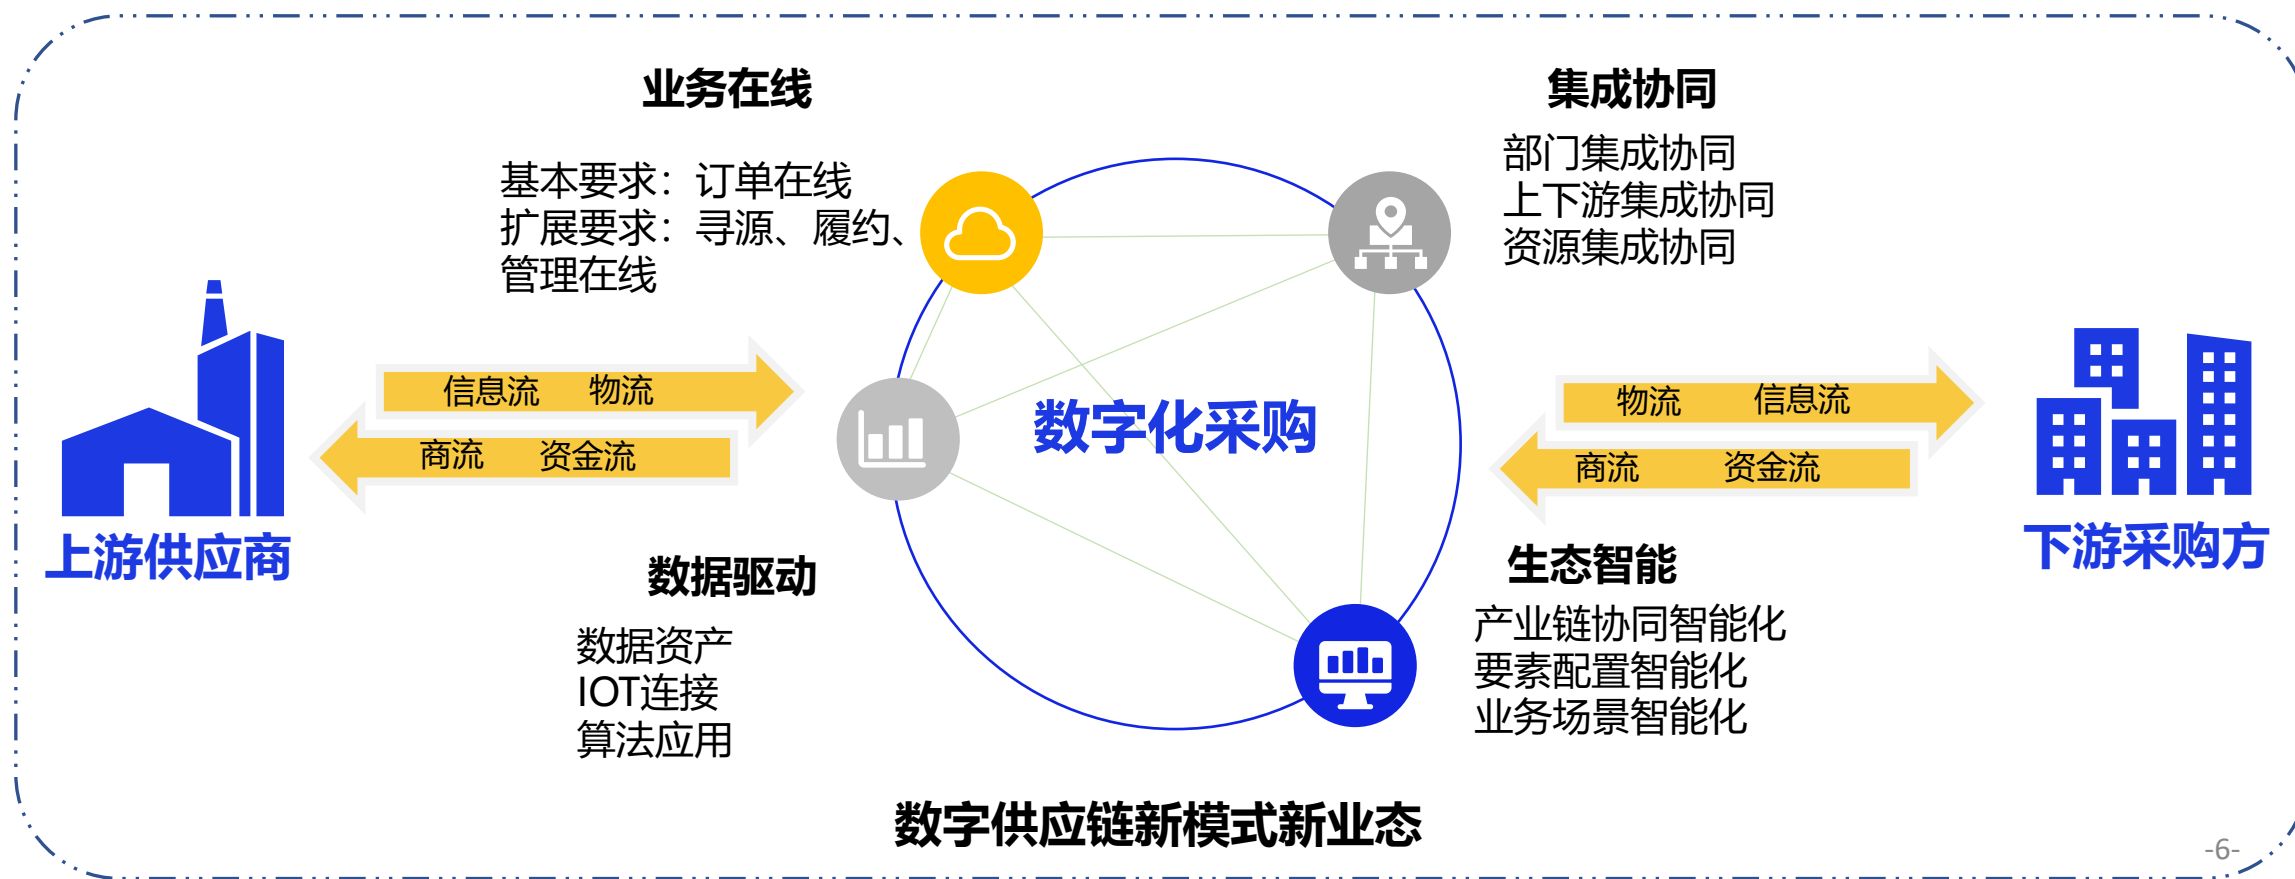 业务在线
基本要求：订单在线
扩展要求：寻源、履约、
管理在线
集成协同
部门集成协同
上下游集成协同
资源集成协同
信息流 物流
商流 资金流
上游供应商
数字化采购
物流 信息流
商流 资金流
下游采购方
数据驱动
数据资产
IOT连接
算法应用
生态智能
产业链协同智能化
要素配置智能化
业务场景智能化
数字供应链新模式新业态
-6-